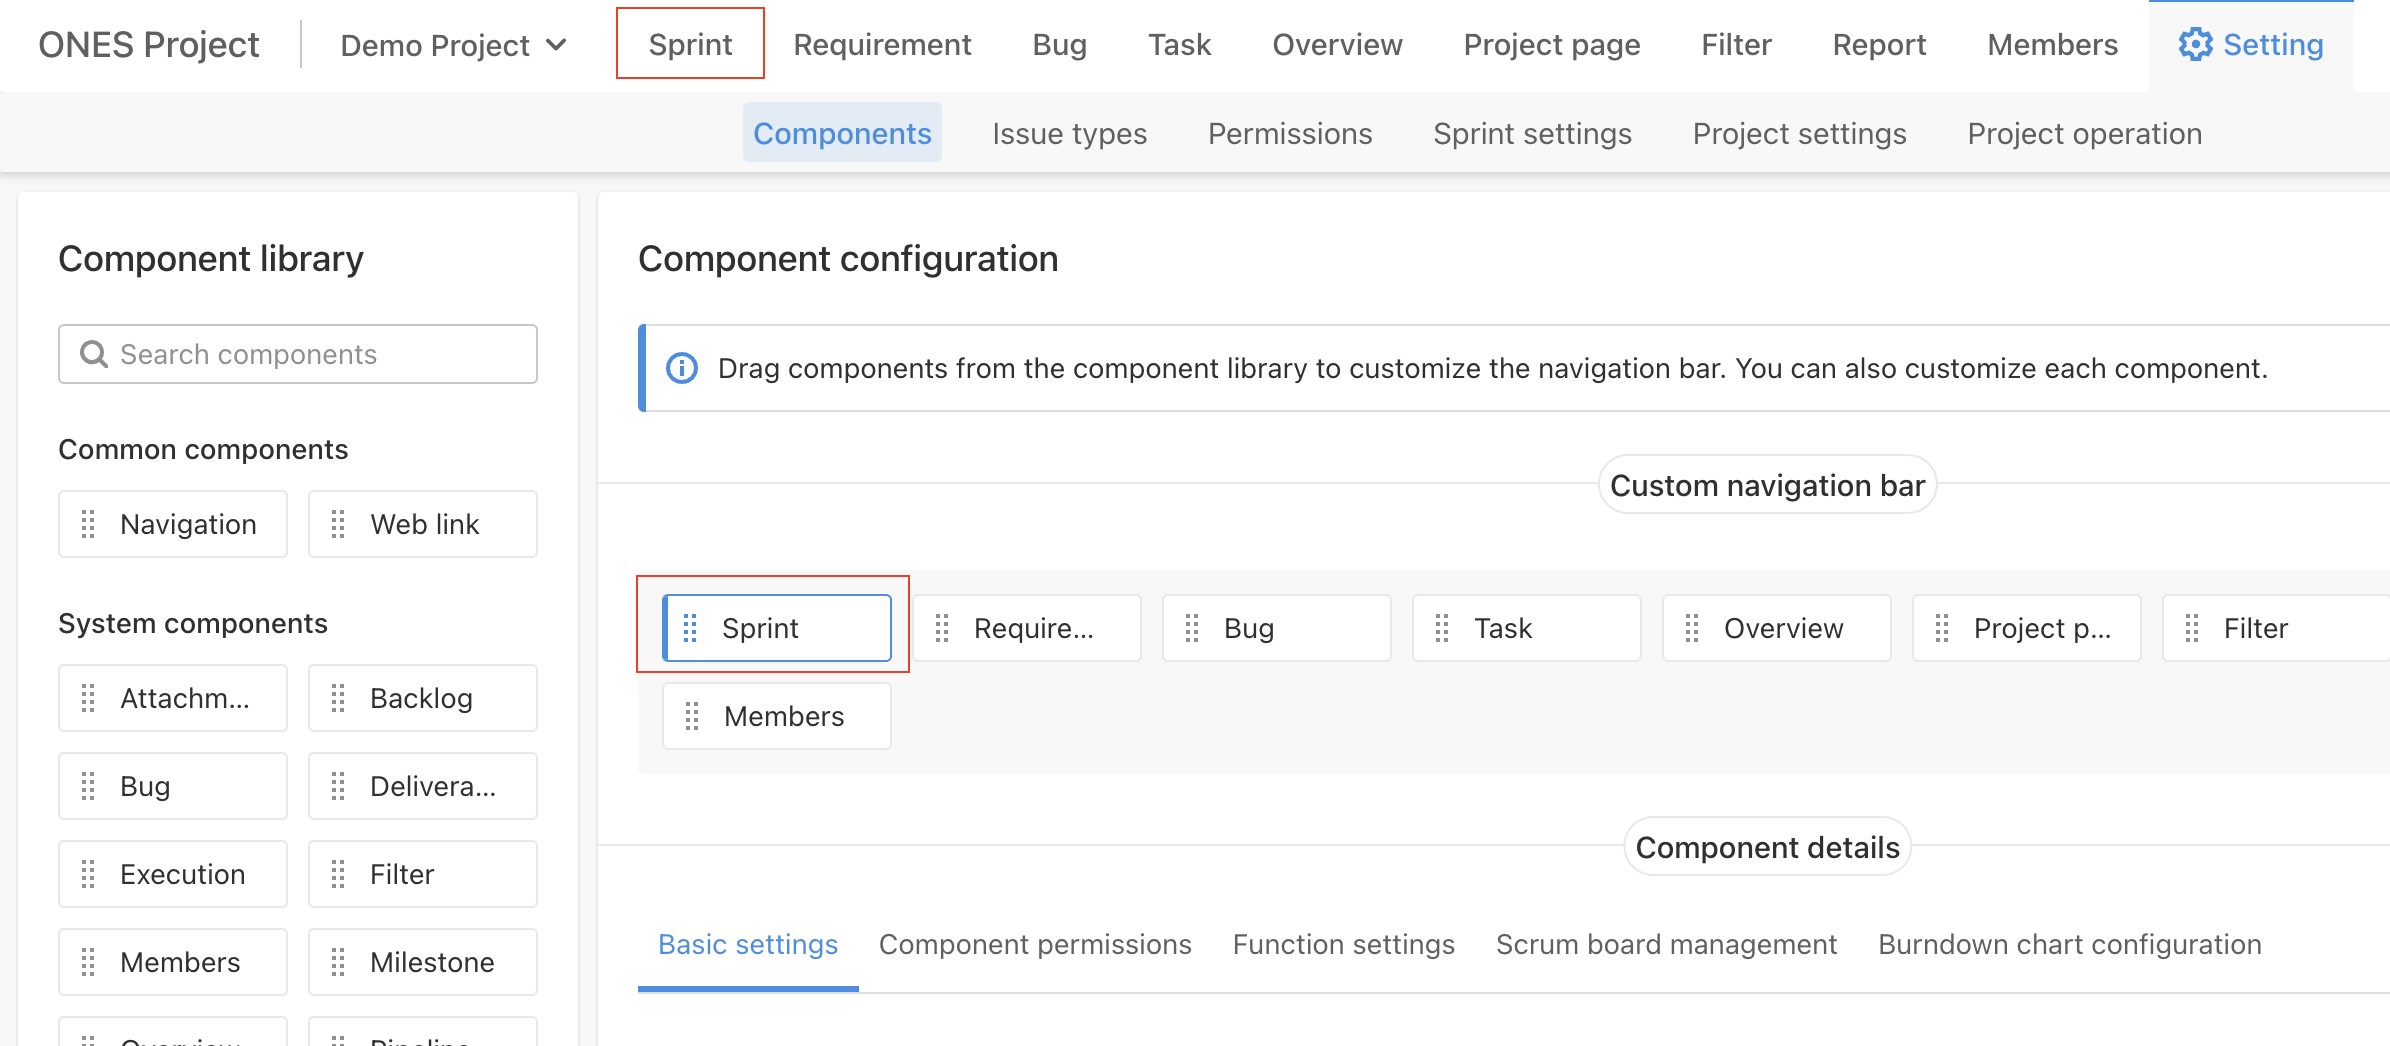 ONES Project Demo Project Sprint Requirement Bug Task Overview Project page Filter Report Members Setting
Components Issue types Permissions Sprint settings Project settings Project operation
Component library
Search components
Common components
Navigation Web link
System components
Attachm... Backlog
Bug Delivera...
Execution Filter
Members Milestone
Overview Pipeline
Component configuration
Drag components from the component library to customize the navigation bar. You can also customize each component.
Custom navigation bar
Sprint Require... Bug Task Overview Project p... Filter
Members
Component details
Basic settings Component permissions Function settings Scrum board management Burndown chart configuration